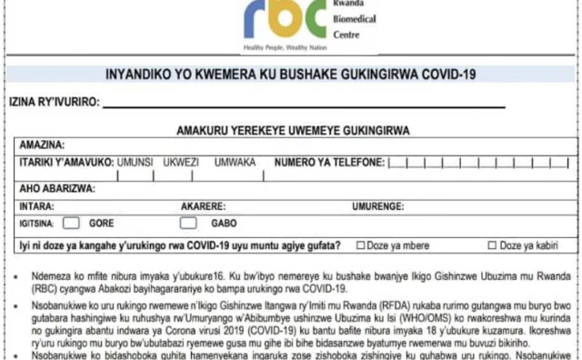 rbc
Rwanda
Biomedical
Centre
Healthy People, Wealthy Nation
INYANDIKO YO KWEMERA KU BUSHAKE GUKINGIRWA COVID-19
IZINA RY'IVURIRO:
AMAKURU YEREKEYE UWEMEYE GUKINGIRWA
AMAZINA:
ITARIKI Y'AMAVUKO: UMUNSI UKWEZI UMWAKA NUMERO YA TELEFONE:
AHO ABARIZWA:
INTARA: AKARERE: UMURENGE:
IGITSINA: GORE GABO
Iyi ni doze ya kangahe y'urukingo rwa COVID-19 uyu muntu agiye gufata? Doze ya mbere Doze ya kabiri
• Ndemeza ko mfite nibura imyaka y'ubukure16. Ku bw'ibyo nemereye ku bushake bwanjye Ikigo Gishinzwe Ubuzima mu Rwanda
(RBC) cyangwa Abakozi bayihagarariye ko bampa urukingo rwa COVID-19.
• Nsobanukiwe ko uru rukingo rwemewe n'Ikigo Gishinzwe Itangwa ry'Imiti mu Rwanda (RFDA) rukaba rurimo gutangwa mu buryo bwo
gutabara hashingiwe ku ruhushya rw'Umuryango w'Abibumbye ushinzwe Ubuzima ku Isi (WHO/OMS) ko rwakoreshwa mu kurinda
no gukingira abantu indwara ya Corona virusi 2019 (COVID-19) ku bantu bafite nibura imyaka 18 y'ubukure kuzamura. Ikoreshwa
ry'uru rukingo mu buryo bw'ubutabazi ryemewe gusa mu gihe ibi bihe bidasanzwe byatumye rwemerwa mu buvuzi bikiriho.
• Nsobanukiwe ko bidashoboka guhita hamenyekana ingaruka zose zishoboka zishingiye ku guhabwa uru rukingo. Nsobanukiwe